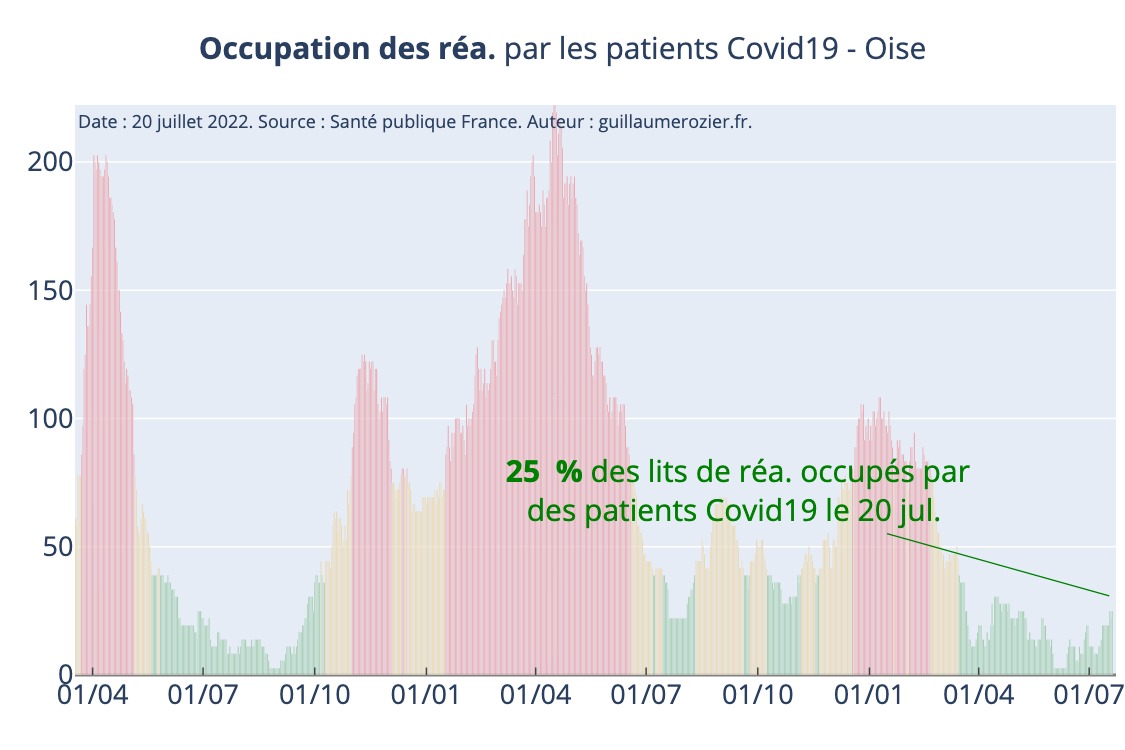 Occupation des réa. par les patients Covid19 - Oise
Date : 20 juillet 2022. Source : Santé publique France. Auteur : guillaumerozier.fr.
200
150
100
50
0
25 % des lits de réa. occupés par
des patients Covid19 le 20 jul.
01/04 01/07 01/10 01/01 01/04 01/07 01/10 01/01 01/04 01/07